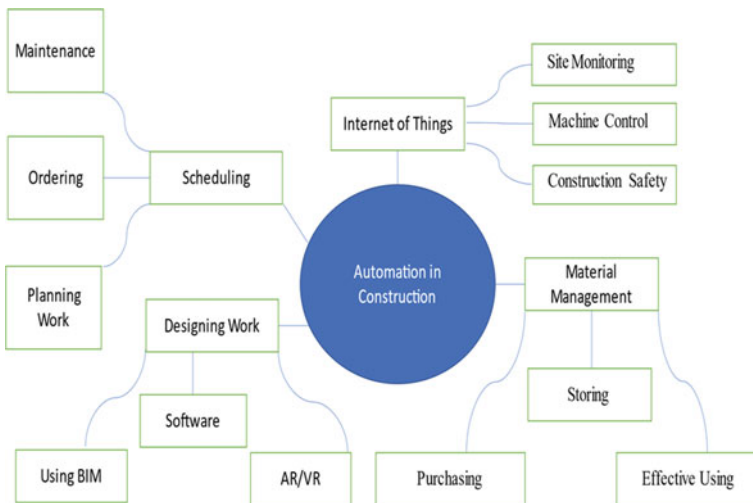 Maintenance
Ordering
Planning
Work
Scheduling
Internet of Things
Site Monitoring
Machine Control
Construction Safety
Automation in
Construction
Material
Management
Storing
Purchasing
Effective Using
Designing Work
Software
Using BIM
AR/VR